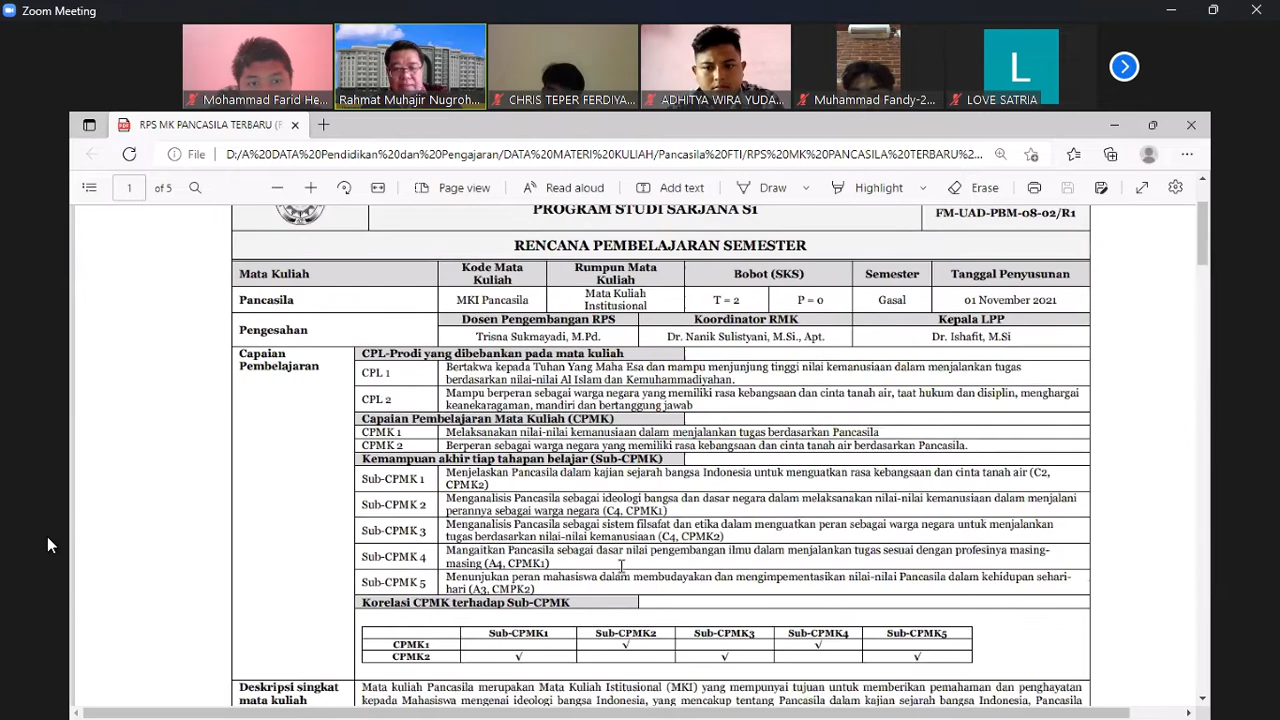 Zoom Meeting
Mohammad Farid He...
Rahmat Muhajir Nugroh...
CHRIS TEPER FERDIYA...
ADHITYA WIRA YUDA...
Muhammad Fandy-2...
L
LOVE SATRIA
RPS MK PANCASILA TERBARU (F
File
D:/A%20DATA%20Pendidikan%20dan%20Pengajaran/DATA%20MATERI%20KULIAH/Pancasila%20FTI/RPS%20MK%20PANCASILA%20TERBARU%2...
1 of 5
Page view
Read aloud
Add text
Draw
Highlight
Erase
PROGRAM STUDI SARJANA S1
FM-UAD-PBM-08-02/R1
RENCANA PEMBELAJARAN SEMESTER
Mata Kuliah
Kode Mata
Kuliah
Rumpun Mata
Kuliah
Bobot (SKS)
Semester
Tanggal Penyusunan
Pancasila
MKI Pancasila
Mata Kuliah
Institusional
T = 2
P = 0
Gasal
01 November 2021
Pengesahan
Dosen Pengembangan RPS
Koordinator RMK
Kepala LPP
Trisna Sukmayadi, M.Pd.
Dr. Nanik Sulistyani, M.Si., Apt.
Dr. Ishafit, M.Si
Capaian
Pembelajaran
CPL-Prodi yang dibebankan pada mata kuliah
CPL 1
Bertakwa kepada Tuhan Yang Maha Esa dan mampu menjunjung tinggi nilai kemanusiaan dalam menjalankan tugas
berdasarkan nilai-nilai Al Islam dan Kemuhammadiyahan.
CPL 2
Mampu berperan sebagai warga negara yang memiliki rasa kebangsaan dan cinta tanah air, taat hukum dan disiplin, menghargai
keanekaragaman, mandiri dan bertanggung jawab
Capaian Pembelajaran Mata Kuliah (CPMK)
CPMK 1
Melaksanakan nilai-nilai kemanusiaan dalam menjalankan tugas berdasarkan Pancasila
CPMK 2
Berperan sebagai warga negara yang memiliki rasa kebangsaan dan cinta tanah air berdasarkan Pancasila.
Kemampuan akhir tiap tahapan belajar (Sub-CPMK)
Sub-CPMK 1
Menjelaskan Pancasila dalam kajian sejarah bangsa Indonesia untuk menguatkan rasa kebangsaan dan cinta tanah air (C2,
CPMK2)
Sub-CPMK 2
Menganalisis Pancasila sebagai ideologi bangsa dan dasar negara dalam melaksanakan nilai-nilai kemanusiaan dalam menjalani
perannya sebagai warga negara (C4, CPMK1)
Sub-CPMK 3
Menganalisis Pancasila sebagai sistem filsafat dan etika dalam menguatkan peran sebagai warga negara untuk menjalankan
tugas berdasarkan nilai-nilai kemanusiaan (C4, CPMK2)
Sub-CPMK 4
Mangaitkan Pancasila sebagai dasar nilai pengembangan ilmu dalam menjalankan tugas sesuai dengan profesinya masing-
masing (A4, CPMK1)
Sub-CPMK 5
Menunjukan peran mahasiswa dalam membudayakan dan mengimpementasikan nilai-nilai Pancasila dalam kehidupan sehari-
hari (A3, CMPK2)
Korelasi CPMK terhadap Sub-CPMK
Sub-CPMK1 Sub-CPMK2 Sub-CPMK3 Sub-CPMK4 Sub-CPMK5
CPMK1 √ √
CPMK2 √ √ √
Deskripsi singkat
mata kuliah
Mata kuliah Pancasila merupakan Mata Kuliah Istitusional (MKI) yang mempunyai tujuan untuk memberikan pemahaman dan penghayatan
kepada Mahasiswa mengenai ideologi bangsa Indonesia, yang mencakup tentang Pancasila dalam kajian sejarah bangsa Indonesia, Pancasila